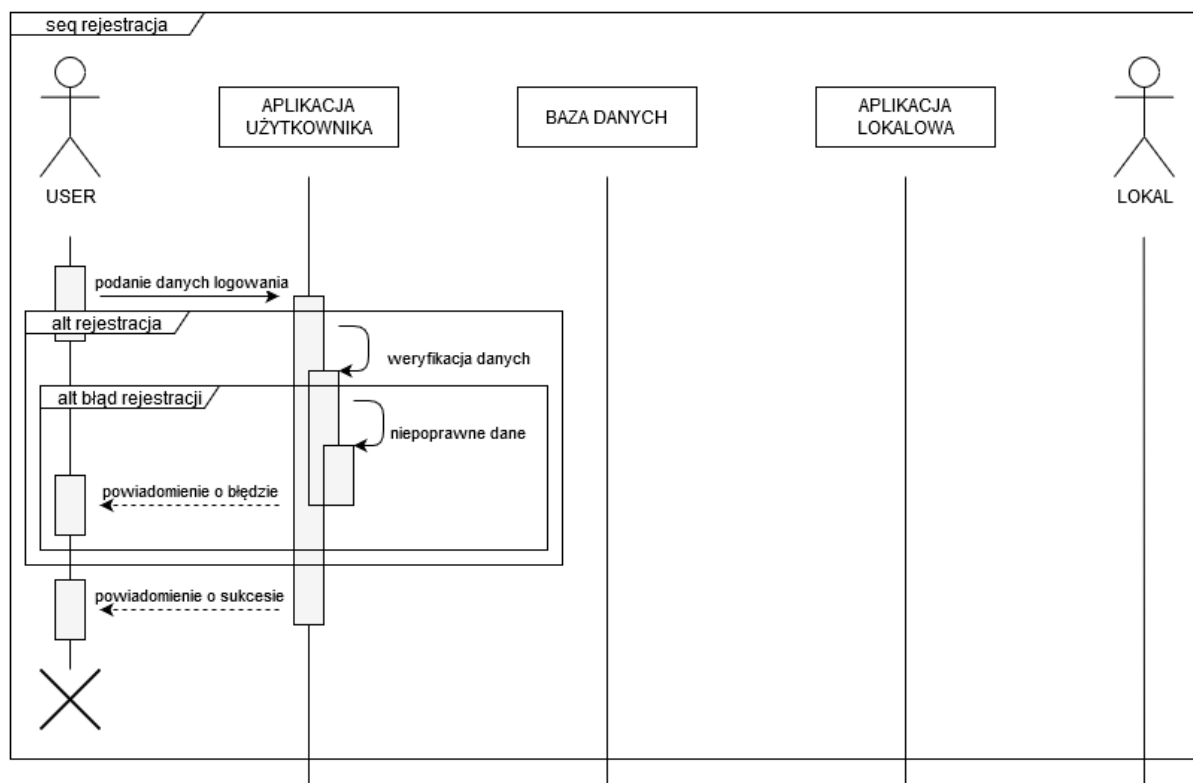 seq rejestracja
APLIKACJA
UŻYTKOWNIKA
BAZA DANYCH
APLIKACJA
LOKALOWA
USER
LOKAL
podanie danych logowania
alt rejestracja
weryfikacja danych
alt błąd rejestracji
niepoprawne dane
powiadomienie o błędzie
powiadomienie o sukcesie